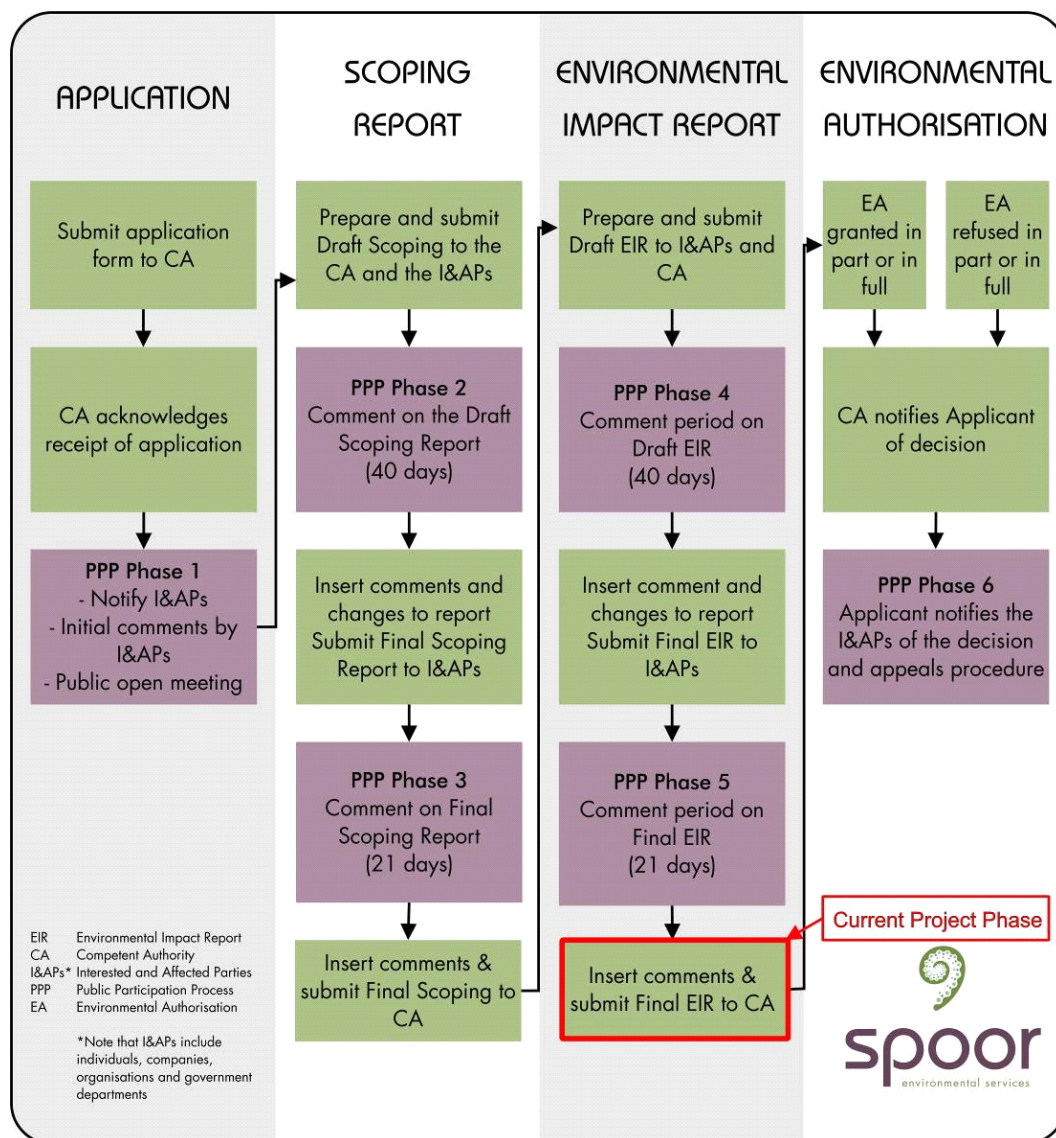 APPLICATION
Submit application
form to CA
CA acknowledges
receipt of application
PPP Phase 1
- Notify I&APs
- Initial comments by
I&APs
- Public open meeting
SCOPING
REPORT
Prepare and submit
Draft Scoping to the
CA and the I&APs
PPP Phase 2
Comment on the Draft
Scoping Report
(40 days)
Insert comments and
changes to report
Submit Final Scoping
Report to I&APs
PPP Phase 3
Comment on Final
Scoping Report
(21 days)
Insert comments &
submit Final Scoping to
CA
ENVIRONMENTAL
IMPACT REPORT
Prepare and submit
Draft EIR to I&APs and
CA
PPP Phase 4
Comment period on
Draft EIR
(40 days)
Insert comment and
changes to report
Submit Final EIR to
I&APs
PPP Phase 5
Comment period on
Final EIR
(21 days)
Insert comments &
submit Final EIR to CA
ENVIRONMENTAL
AUTHORISATION
EA
granted in
part or in
full
EA
refused in
part or in
full
CA notifies Applicant
of decision
PPP Phase 6
Applicant notifies the
I&APs of the decision
and appeals procedure
Current Project Phase
EIR Environmental Impact Report
CA Competent Authority
I&APs* Interested and Affected Parties
PPP Public Participation Process
EA Environmental Authorisation
*Note that I&APs include
individuals, companies,
organisations and government
departments
spoor
environmental services